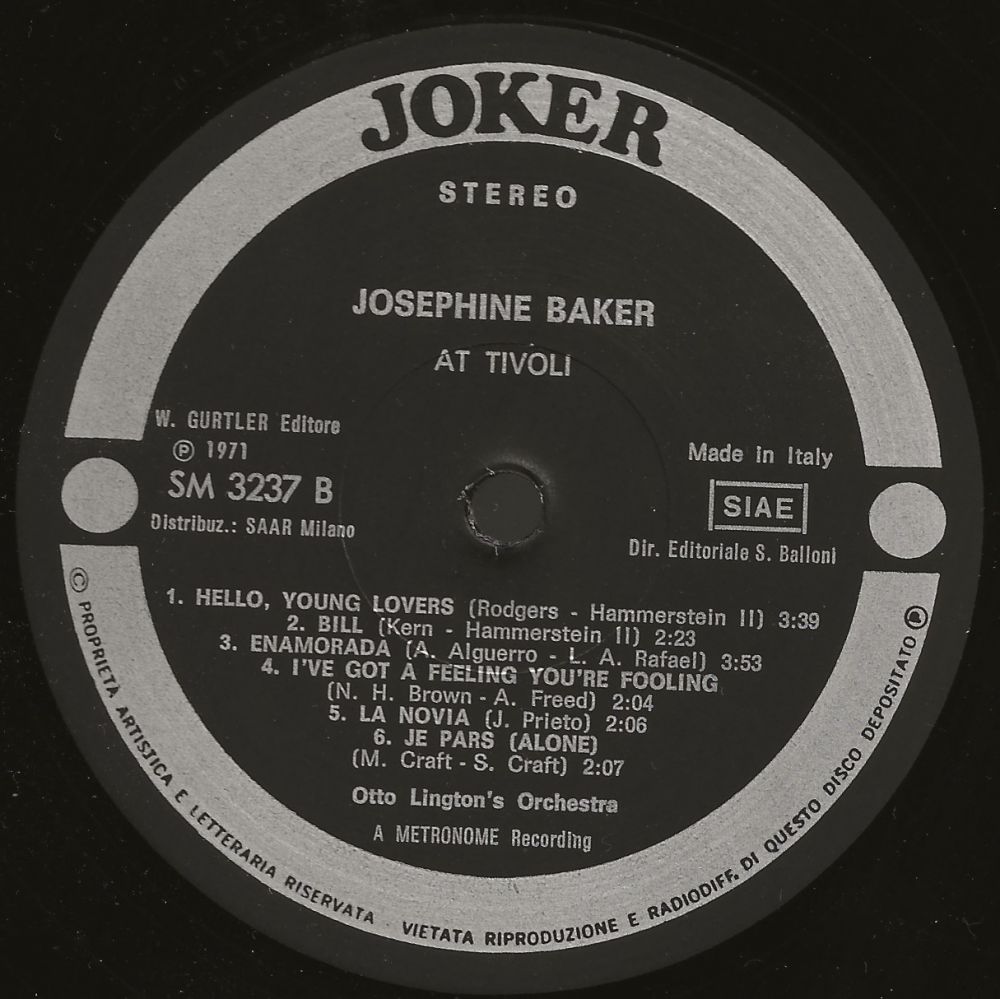 JOKER
STEREO
JOSEPHINE BAKER
AT TIVOLI
W. GURTLER Editore
Ⓟ 1971
SM 3237 B
Distribuz.: SAAR Milano
Made in Italy
SIAE
Dir. Editoriale S. Balloni
1. HELLO, YOUNG LOVERS (Rodgers - Hammerstein II) 3:39
2. BILL (Kern - Hammerstein II) 2:23
3. ENAMORADA (A. Alguerro - L. A. Rafael) 3:53
4. I'VE GOT A FEELING YOU'RE FOOLING
(N. H. Brown - A. Freed) 2:04
5. LA NOVIA (J. Prieto) 2:06
6. JE PARS (ALONE)
(M. Craft - S. Craft) 2:07
Otto Lington's Orchestra
A METRONOME Recording
© PROPRIETA ARTISTICA E LETTERARIA RISERVATA VIETATA RIPRODUZIONE E RADIODIFF. DI QUESTO DISCO DEPOSITATO Ⓟ